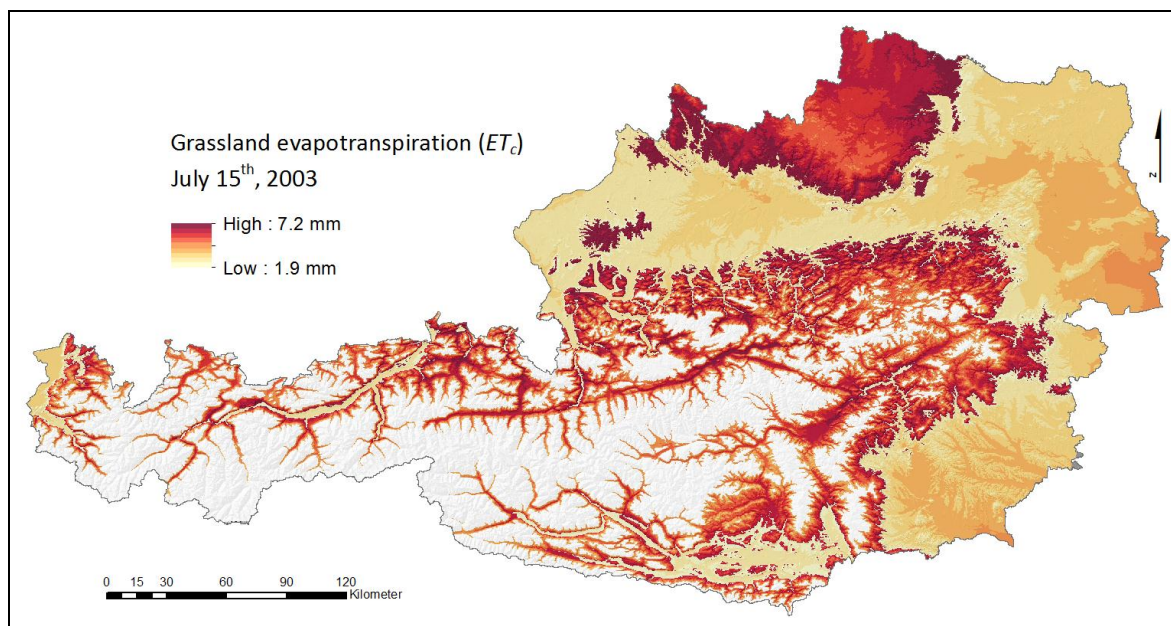 Grassland evapotranspiration (ETc)
July 15th, 2003
High : 7.2 mm
Low : 1.9 mm
N
0 15 30 60 90 120
Kilometer